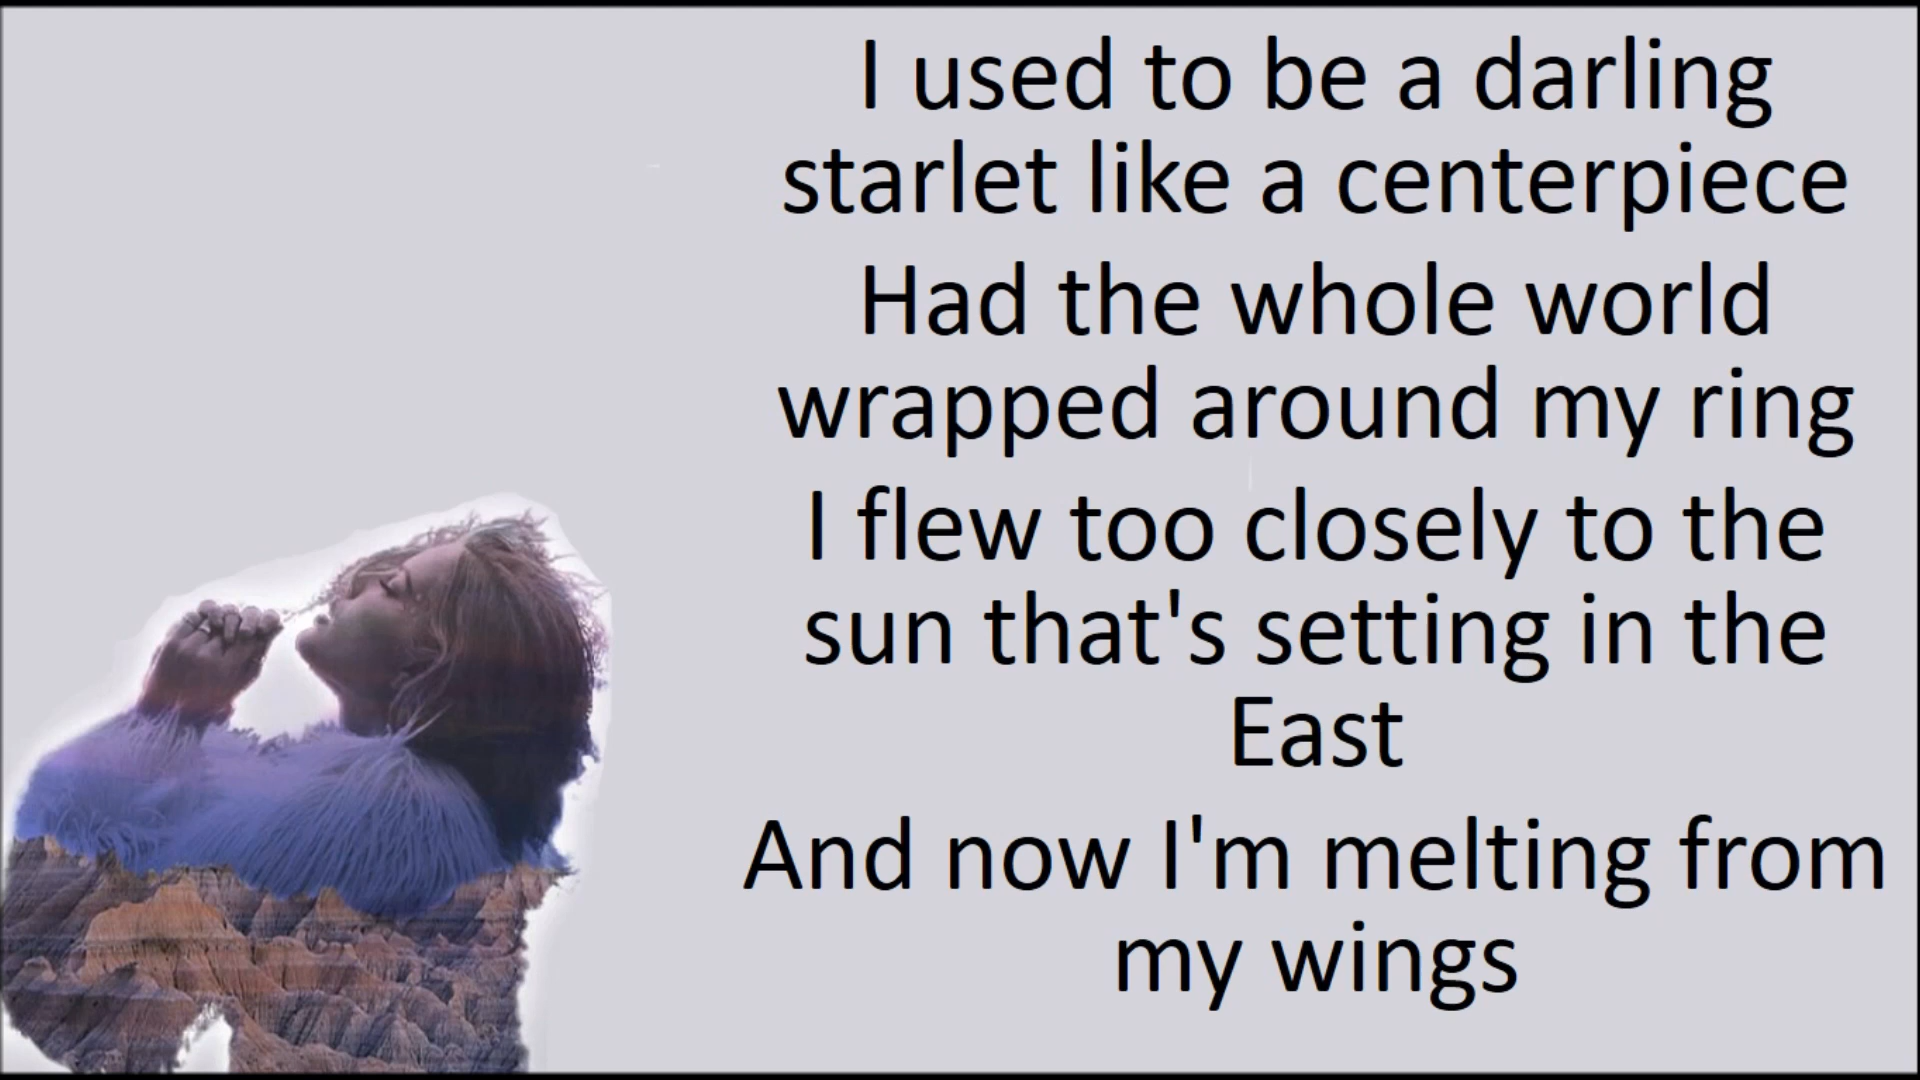 I used to be a darling
starlet like a centerpiece
Had the whole world
wrapped around my ring
I flew too closely to the
sun that's setting in the
East
And now I'm melting from
my wings